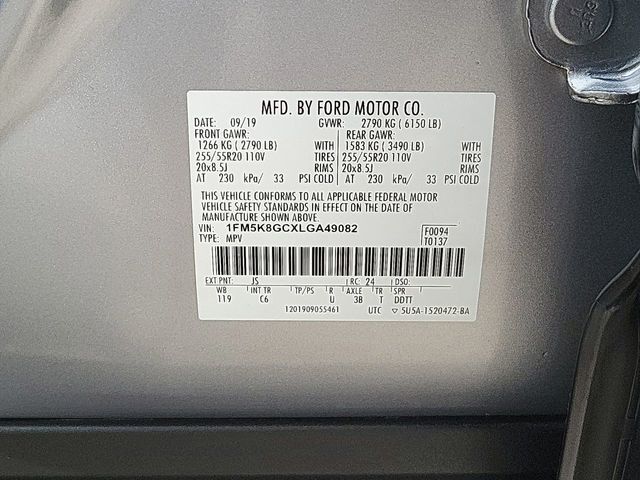 MFD. BY FORD MOTOR CO.
DATE: 09/19 GVWR: 2790 KG ( 6150 LB)
FRONT GAWR: REAR GAWR:
1266 KG ( 2790 LB) WITH 1583 KG ( 3490 LB) WITH
255/55R20 110V TIRES 255/55R20 110V TIRES
20x8.5J RIMS 20x8.5J RIMS
AT 230 kPa/ 33 PSI COLD AT 230 kPa/ 33 PSI COLD
THIS VEHICLE CONFORMS TO ALL APPLICABLE FEDERAL MOTOR
VEHICLE SAFETY STANDARDS IN EFFECT ON THE DATE OF
MANUFACTURE SHOWN ABOVE.
VIN: 1FM5K8GCXLGA49082 F0094
TYPE: MPV T0137
EXT PNT: JS RC: 24 DSO:
WB INT TR TP/PS R AXLE TR SPR
119 C6 U 3B T DDTT
1201909055461 UTC ▽ 5U5A-1520472-BA